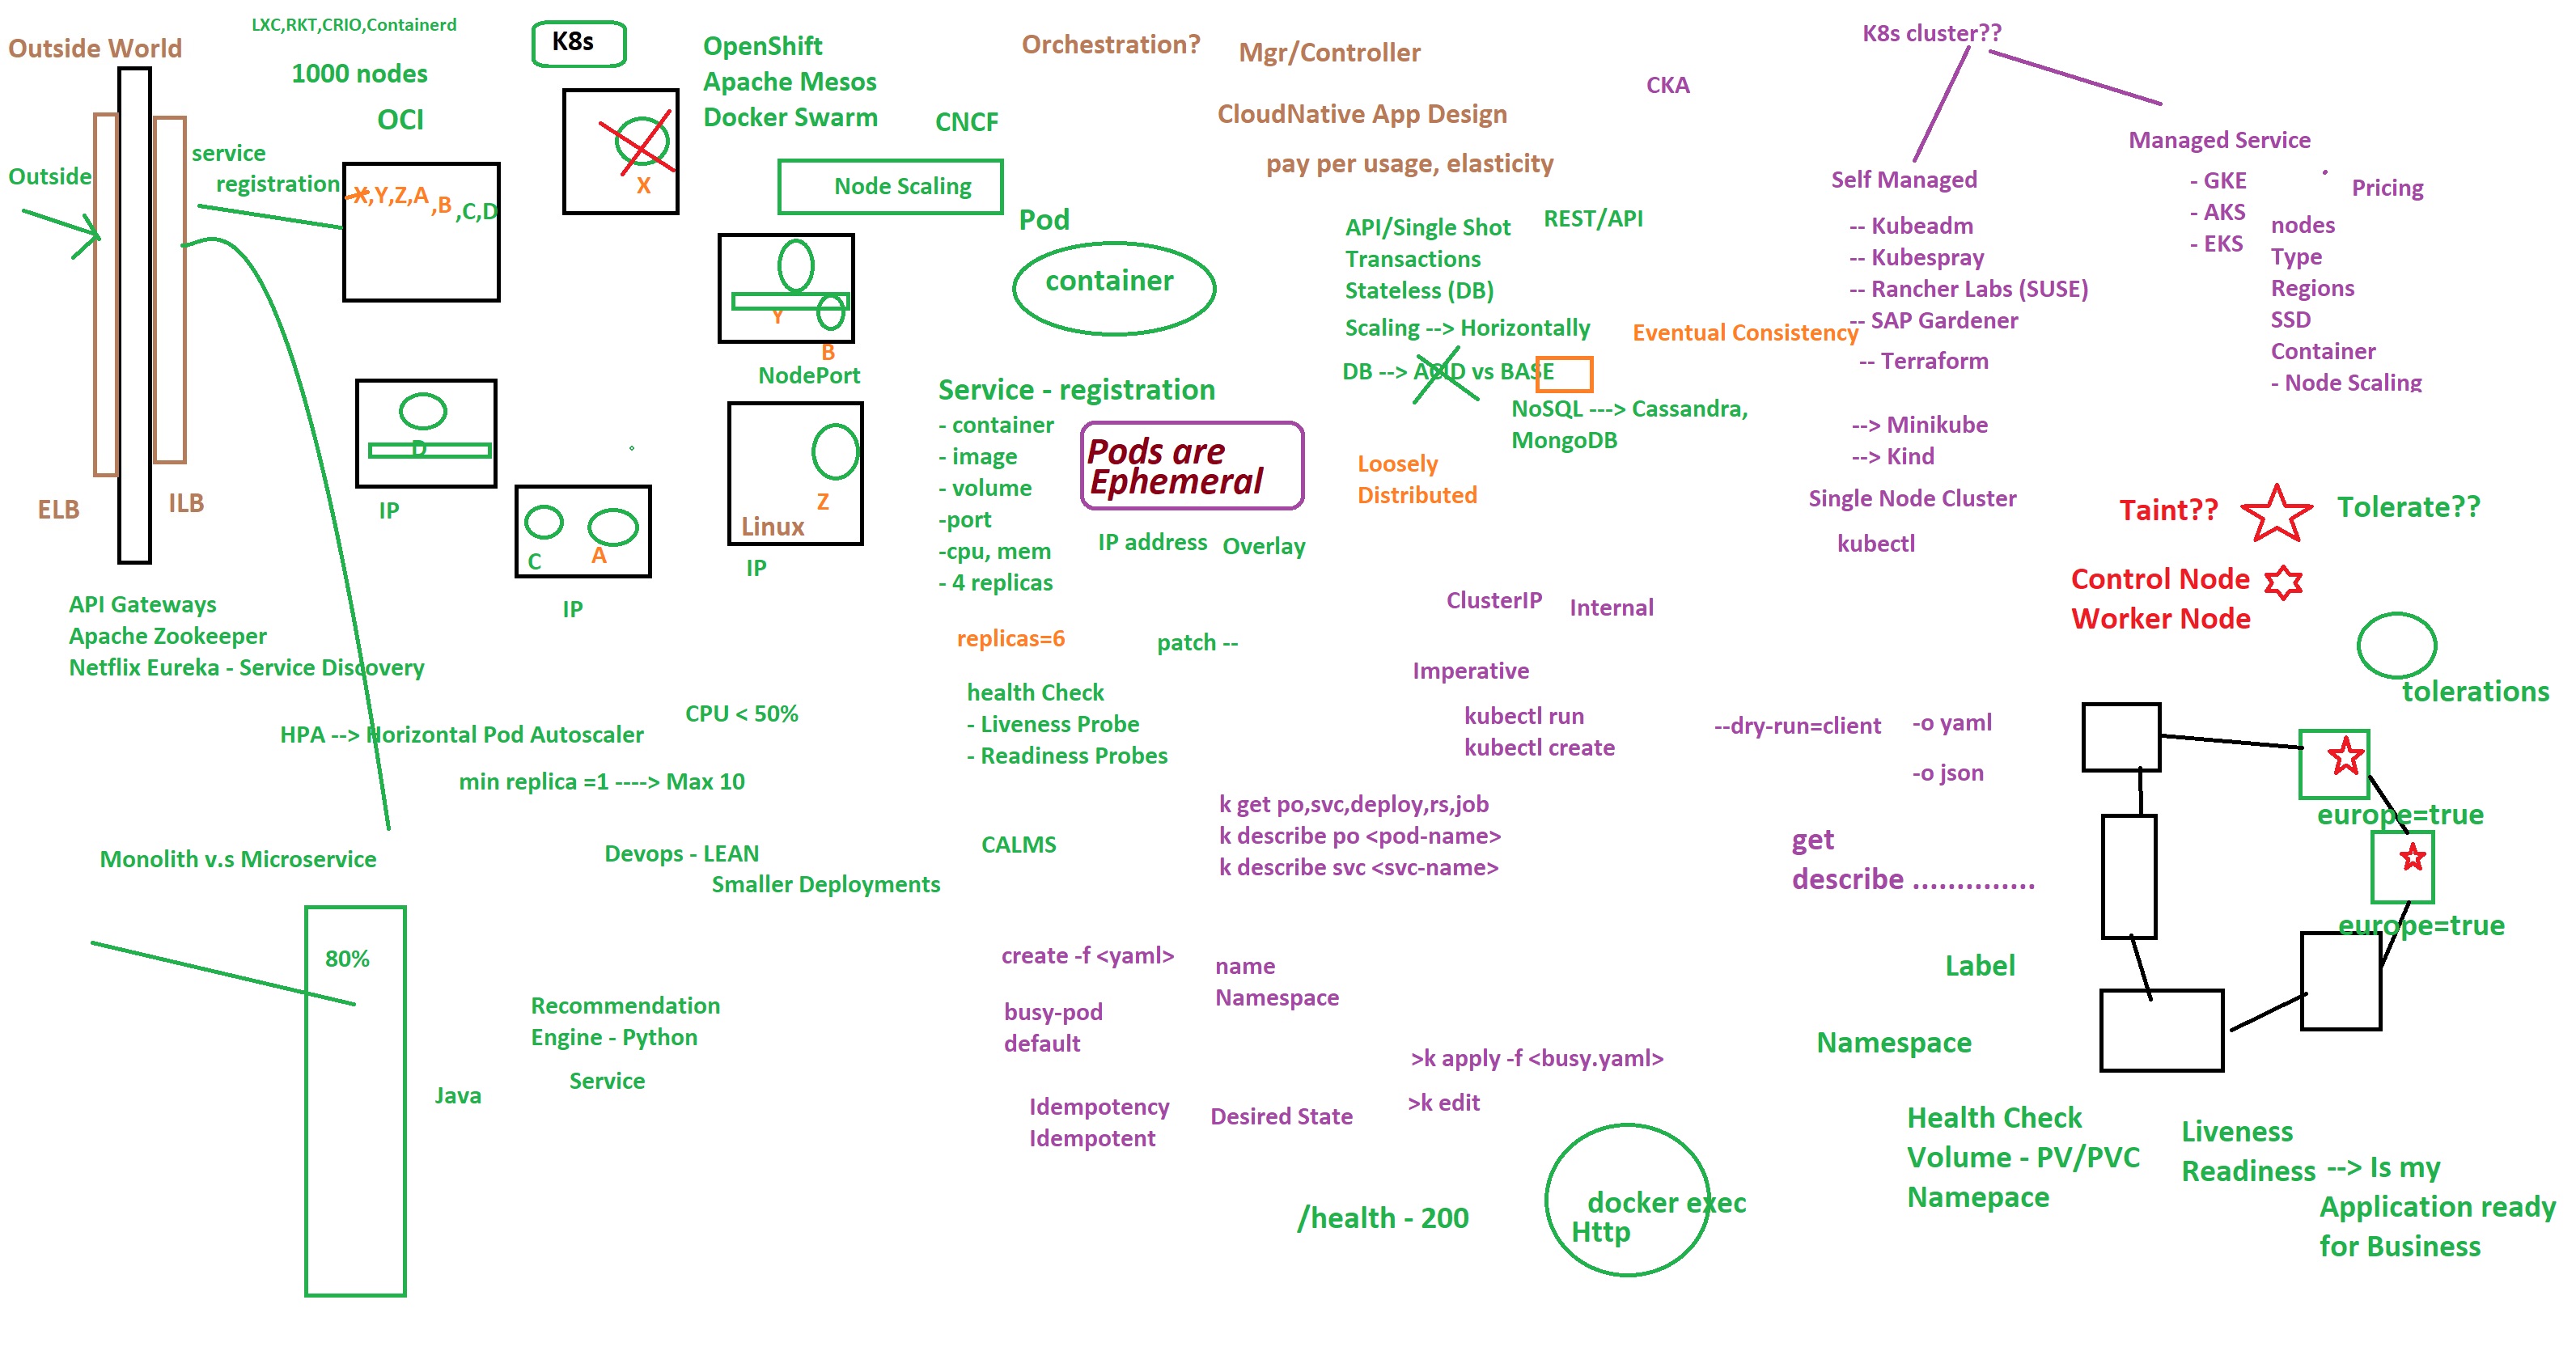 Outside World
LXC,RKT,CRIO,Containerd
1000 nodes
OCI
K8s
X
OpenShift
Apache Mesos
Docker Swarm
CNCF
Node Scaling
Orchestration?
Mgr/Controller
CloudNative App Design
pay per usage, elasticity
CKA
Outside
service
registration
X,Y,Z,A
,B
,C,D
ELB
ILB
D
IP
C
A
IP
Y
B
NodePort
Z
Linux
IP
Pod
container
Service - registration
- container
- image
- volume
-port
-cpu, mem
- 4 replicas
Pods are
Ephemeral
IP address
Overlay
replicas=6
patch --
health Check
- Liveness Probe
- Readiness Probes
API/Single Shot
Transactions
Stateless (DB)
REST/API
Scaling --> Horizontally
Eventual Consistency
DB --> ACID vs BASE
NoSQL ---> Cassandra,
MongoDB
Loosely
Distributed
K8s cluster??
Self Managed
-- Kubeadm
-- Kubespray
-- Rancher Labs (SUSE)
-- SAP Gardener
-- Terraform
--> Minikube
--> Kind
Single Node Cluster
kubectl
Managed Service
- GKE
- AKS
- EKS
Pricing
nodes
Type
Regions
SSD
Container
- Node Scaling
Taint??
Tolerate??
Control Node
Worker Node
tolerations
europe=true
europe=true
API Gateways
Apache Zookeeper
Netflix Eureka - Service Discovery
HPA --> Horizontal Pod Autoscaler
CPU < 50%
min replica =1 ----> Max 10
Monolith v.s Microservice
Devops - LEAN
Smaller Deployments
CALMS
80%
Java
Recommendation
Engine - Python
Service
ClusterIP
Internal
Imperative
kubectl run
kubectl create
--dry-run=client
-o yaml
-o json
k get po,svc,deploy,rs,job
k describe po <pod-name>
k describe svc <svc-name>
get
describe ..............
create -f <yaml>
name
Namespace
busy-pod
default
>k apply -f <busy.yaml>
>k edit
Idempotency
Idempotent
Desired State
Label
Namespace
/health - 200
docker exec
Http
Health Check
Volume - PV/PVC
Namepace
Liveness
Readiness
--> Is my
Application ready
for Business